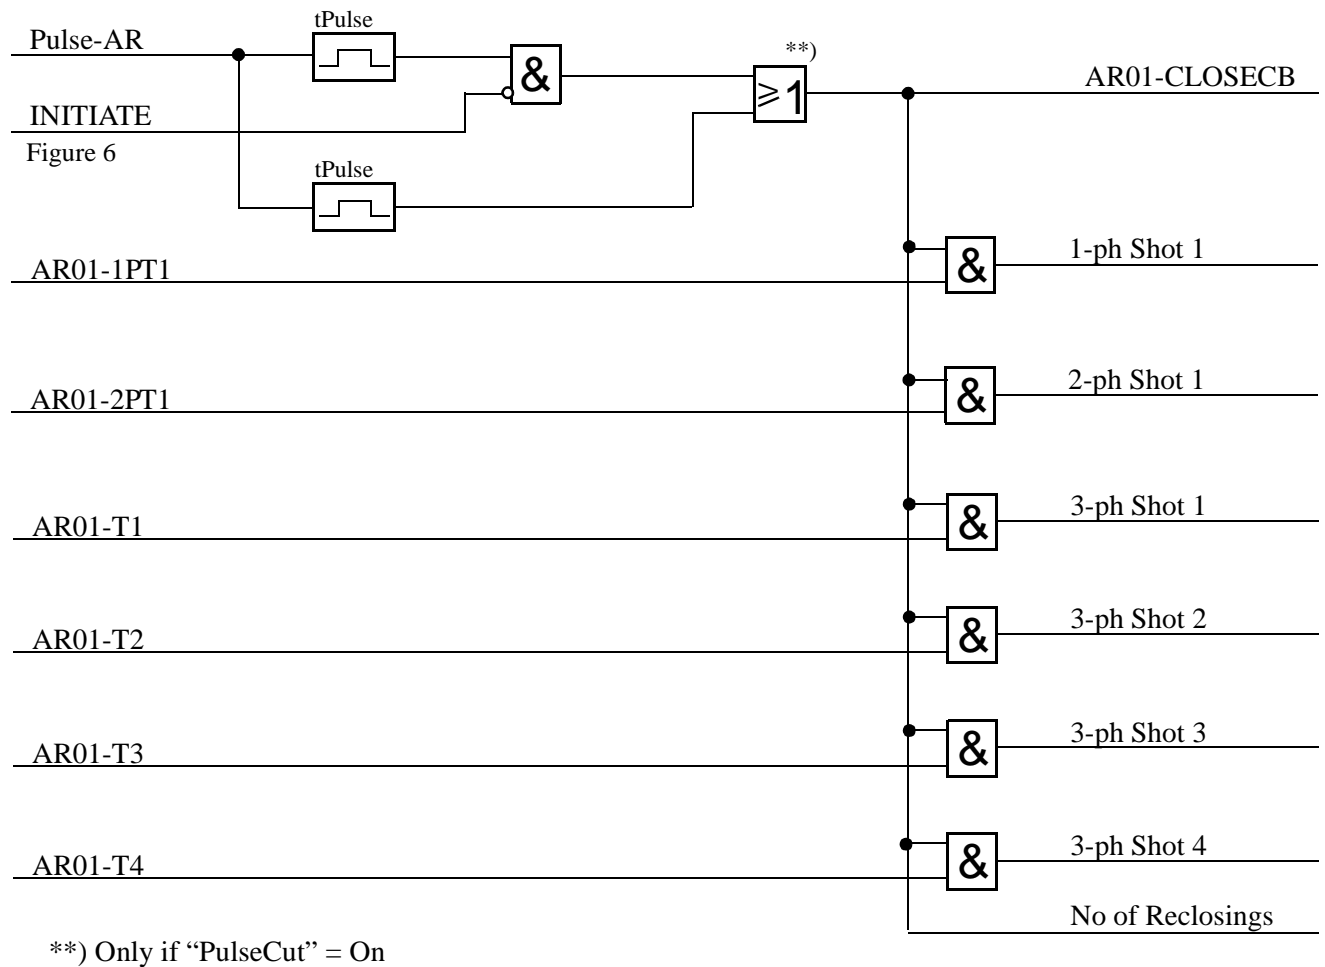 tPulse
Pulse-AR
&
**)
≥1
AR01-CLOSECB
INITIATE
Figure 6
tPulse
1-ph Shot 1
&
AR01-1PT1
2-ph Shot 1
&
AR01-2PT1
3-ph Shot 1
&
AR01-T1
3-ph Shot 2
&
AR01-T2
3-ph Shot 3
&
AR01-T3
3-ph Shot 4
&
AR01-T4
No of Reclosings
**) Only if “PulseCut” = On